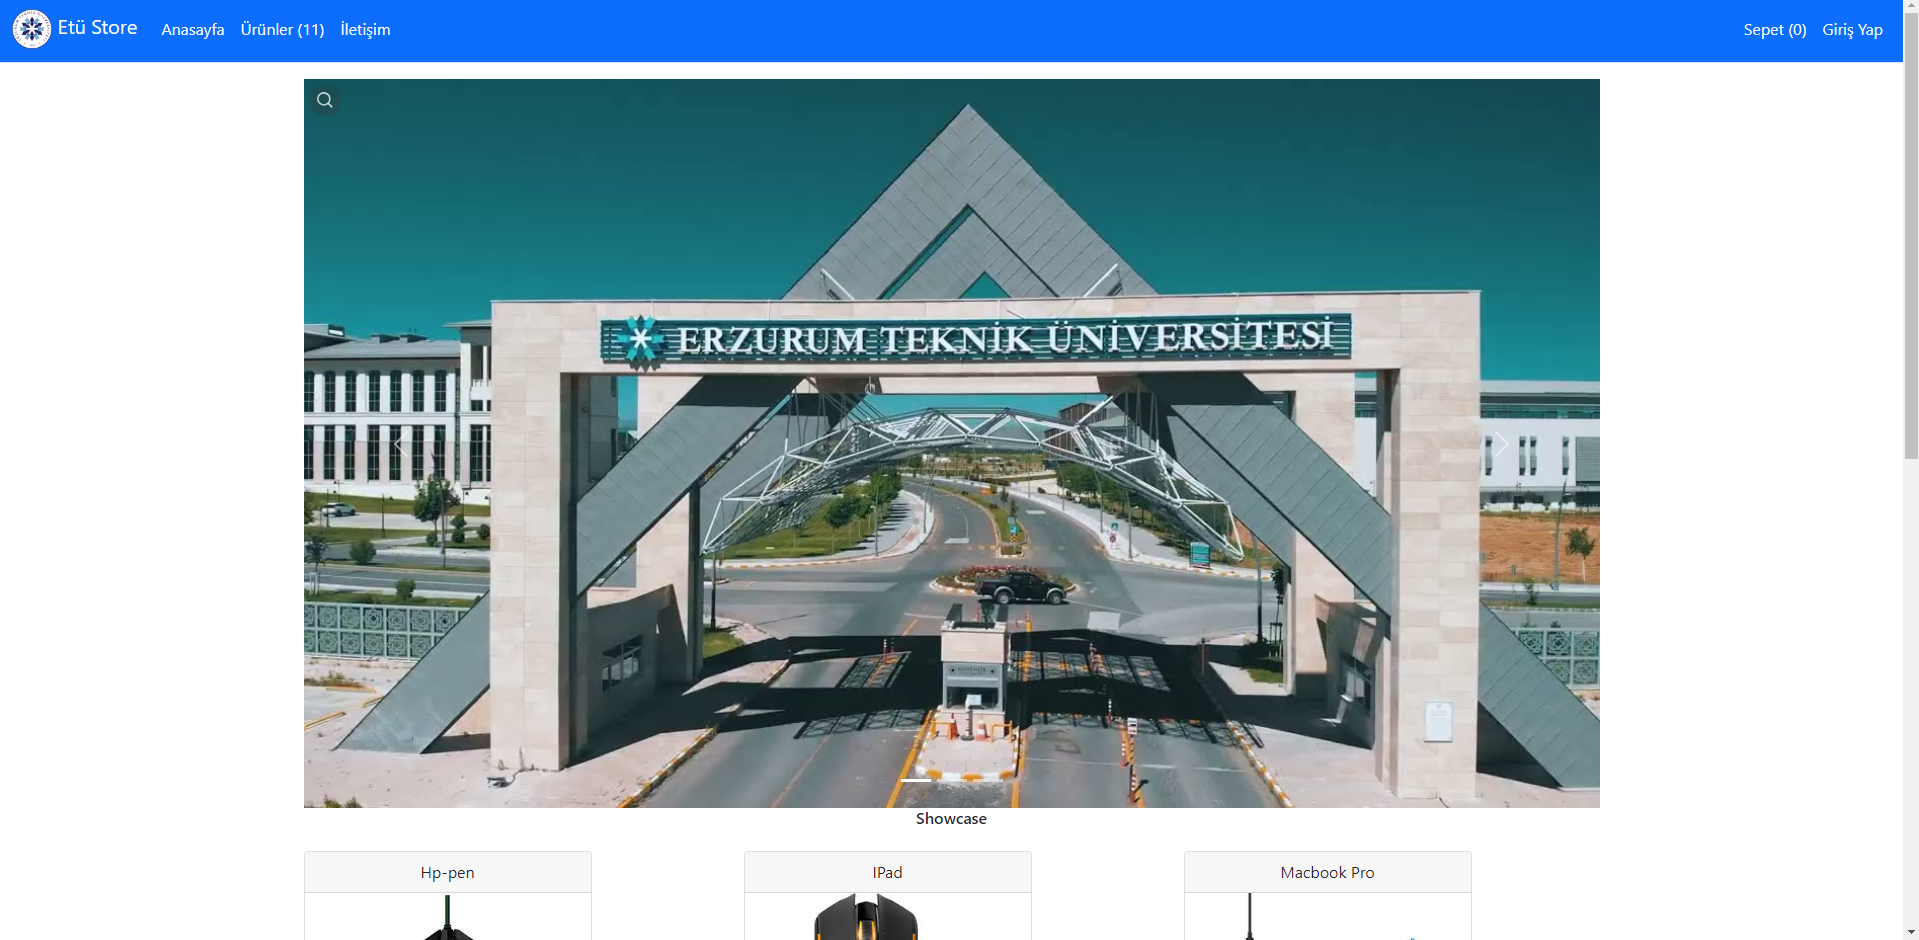 Etü Store
Anasayfa
Ürünler (11)
İletişim
Sepet (0)
Giriş Yap
ERZURUM TEKNİK ÜNİVERSİTESİ
Showcase
Hp-pen
IPad
Macbook Pro